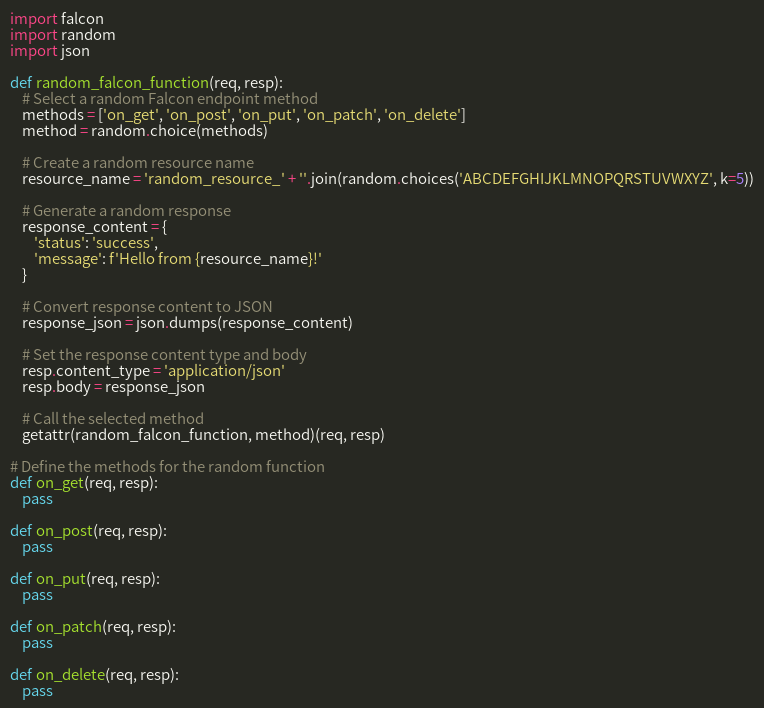 import falcon
import random
import json

def random_falcon_function(req, resp):
    # Select a random Falcon endpoint method
    methods = ['on_get', 'on_post', 'on_put', 'on_patch', 'on_delete']
    method = random.choice(methods)

    # Create a random resource name
    resource_name = 'random_resource_' + ''.join(random.choices('ABCDEFGHIJKLMNOPQRSTUVWXYZ', k=5))

    # Generate a random response
    response_content = {
        'status': 'success',
        'message': f'Hello from {resource_name}!'
    }

    # Convert response content to JSON
    response_json = json.dumps(response_content)

    # Set the response content type and body
    resp.content_type = 'application/json'
    resp.body = response_json

    # Call the selected method
    getattr(random_falcon_function, method)(req, resp)

# Define the methods for the random function
def on_get(req, resp):
    pass

def on_post(req, resp):
    pass

def on_put(req, resp):
    pass

def on_patch(req, resp):
    pass

def on_delete(req, resp):
    pass